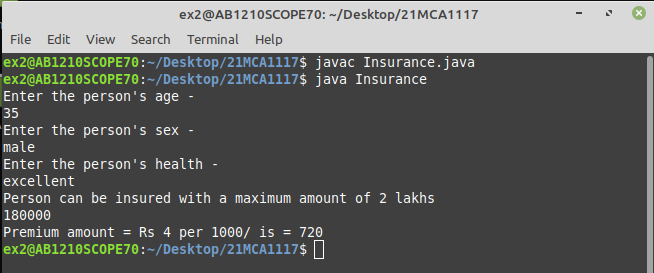 ex2@AB1210SCOPE70: ~/Desktop/21MCA1117
File Edit View Search Terminal Help
ex2@AB1210SCOPE70:~/Desktop/21MCA1117$ javac Insurance.java
ex2@AB1210SCOPE70:~/Desktop/21MCA1117$ java Insurance
Enter the person's age -
35
Enter the person's sex -
male
Enter the person's health -
excellent
Person can be insured with a maximum amount of 2 lakhs
180000
Premium amount = Rs 4 per 1000/ is = 720
ex2@AB1210SCOPE70:~/Desktop/21MCA1117$